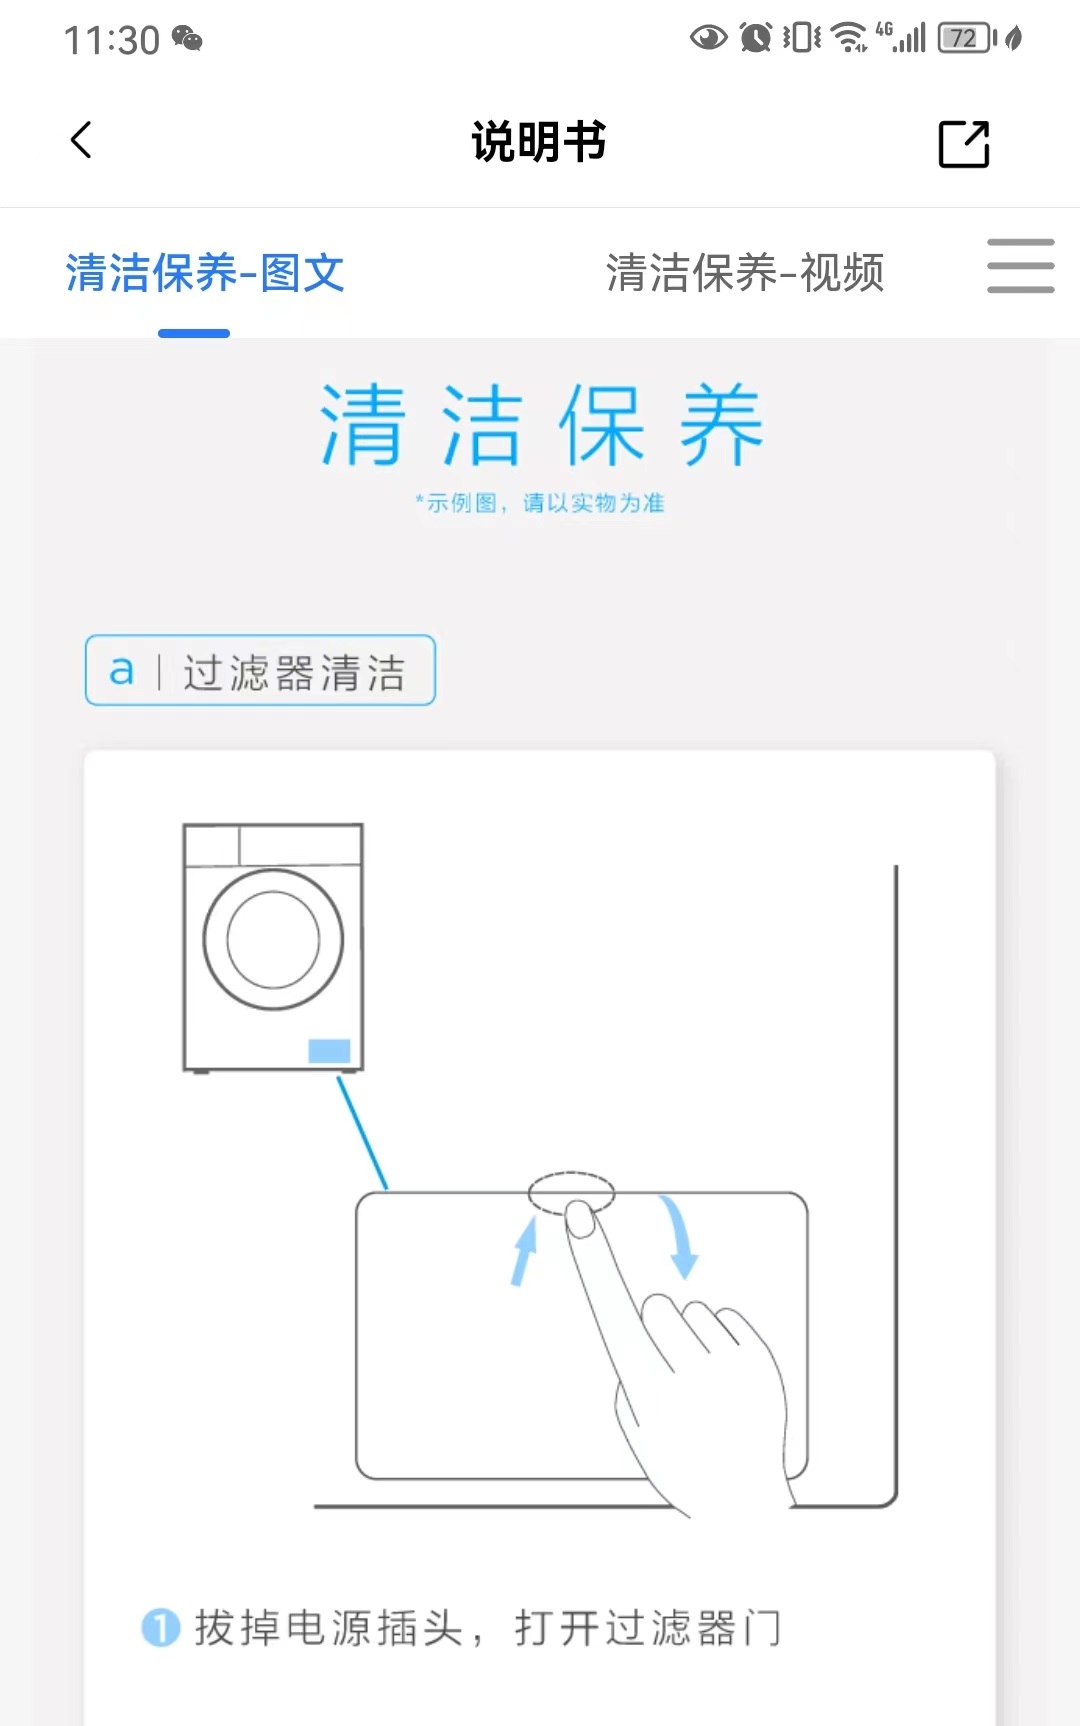 11:30
4G
72
说明书
清洁保养-图文
清洁保养-视频
清洁保养
*示例图，请以实物为准
a | 过滤器清洁
1 拔掉电源插头，打开过滤器门